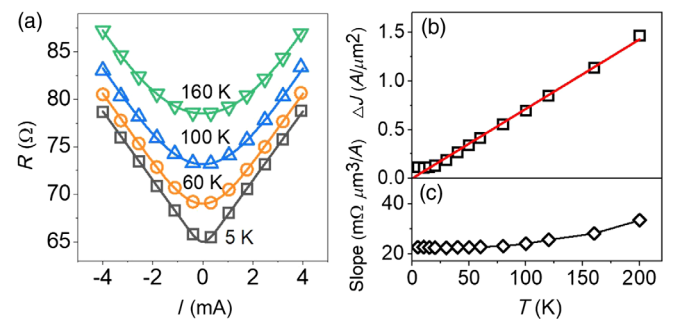 (a)
85
80
75
70
65
R (Ω)
160 K
100 K
60 K
5 K
-4 -2 0 2 4
I (mA)
(b)
1.5
1.0
0.5
0.0
△J (A/μm2)
(c)
40
20
Slope (mΩ μm3/A)
0 50 100 150 200
T (K)